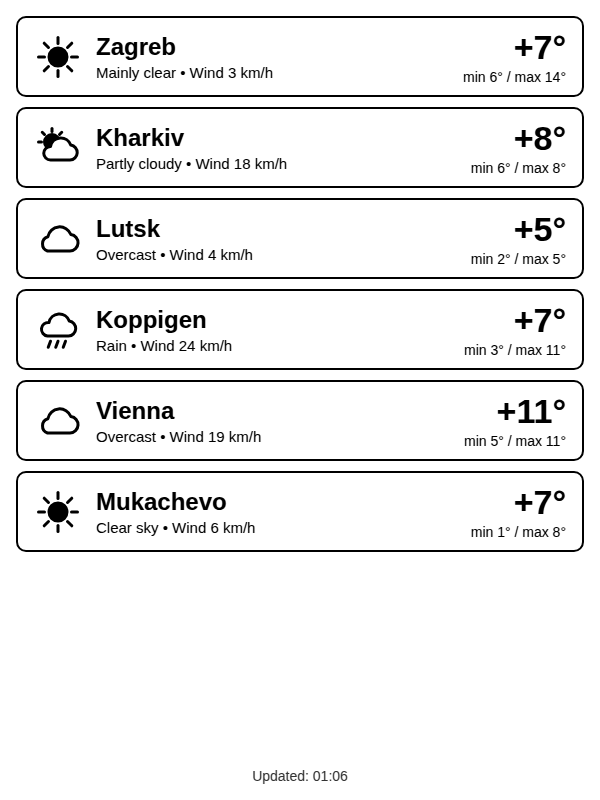 Zagreb
Mainly clear • Wind 3 km/h
+7°
min 6° / max 14°
Kharkiv
Partly cloudy • Wind 18 km/h
+8°
min 6° / max 8°
Lutsk
Overcast • Wind 4 km/h
+5°
min 2° / max 5°
Koppigen
Rain • Wind 24 km/h
+7°
min 3° / max 11°
Vienna
Overcast • Wind 19 km/h
+11°
min 5° / max 11°
Mukachevo
Clear sky • Wind 6 km/h
+7°
min 1° / max 8°
Updated: 01:06